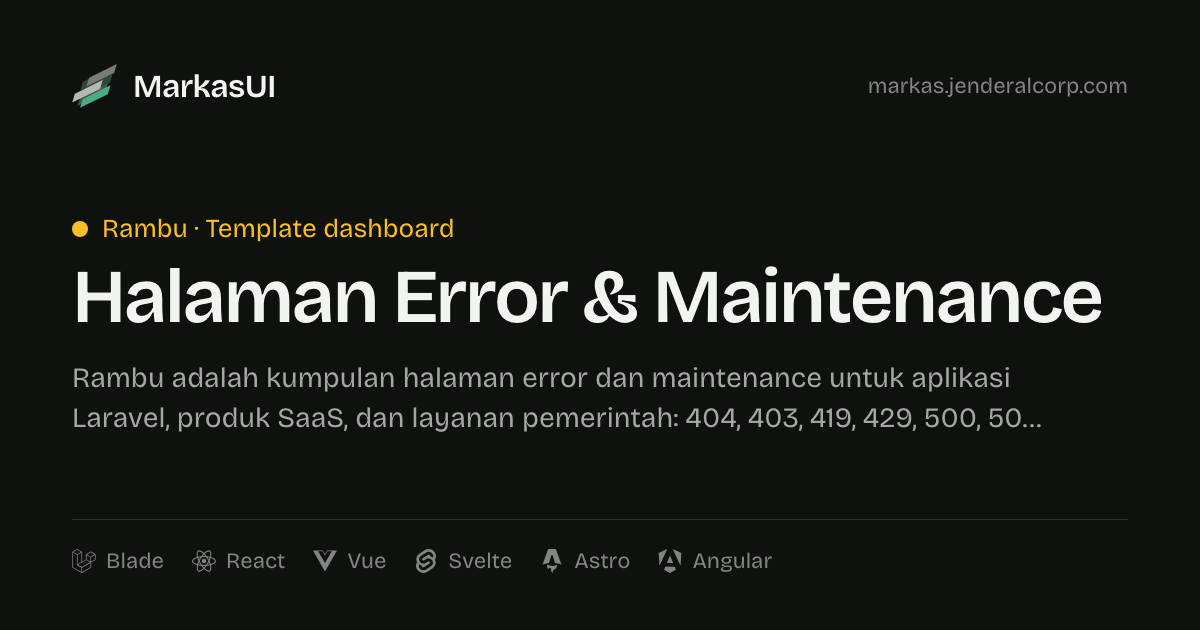 MarkasUI
markas.jenderalcorp.com
Rambu · Template dashboard
Halaman Error & Maintenance
Rambu adalah kumpulan halaman error dan maintenance untuk aplikasi
Laravel, produk SaaS, dan layanan pemerintah: 404, 403, 419, 429, 500, 50...
Blade React Vue Svelte Astro Angular